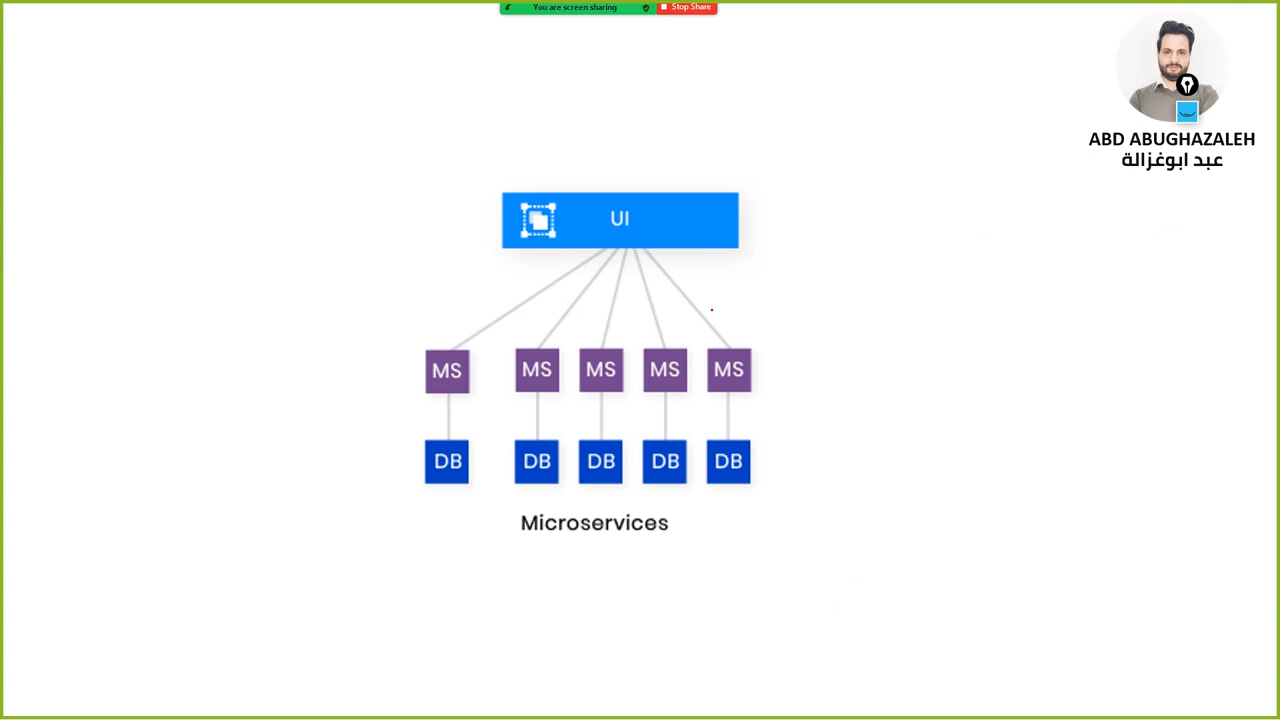 You are screen sharing
Stop Share
ABD ABUGHAZALEH
عبد ابوغزالة
UI
MS MS MS MS MS
DB DB DB DB DB
Microservices